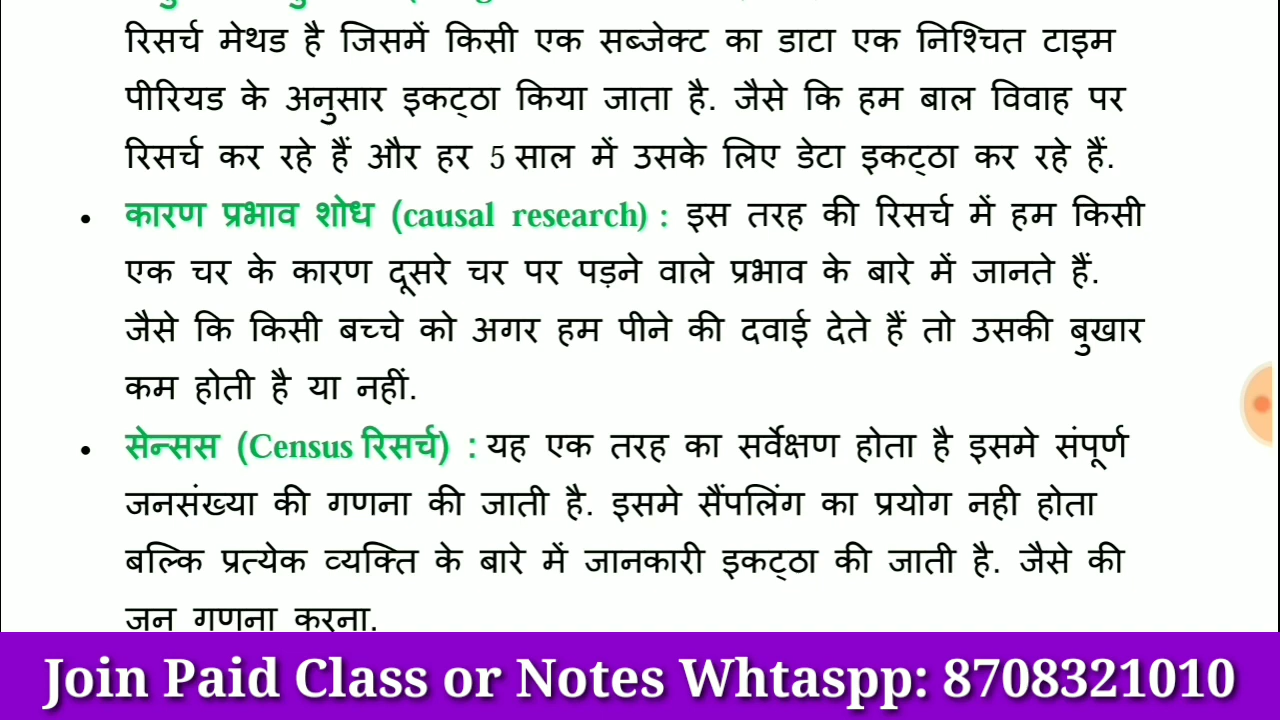 रिसर्च मेथड है जिसमें किसी एक सब्जेक्ट का डाटा एक निश्चित टाइम
पीरियड के अनुसार इकट्ठा किया जाता है. जैसे कि हम बाल विवाह पर
रिसर्च कर रहे हैं और हर 5 साल में उसके लिए डेटा इकट्ठा कर रहे हैं.
• कारण प्रभाव शोध (causal research) : इस तरह की रिसर्च में हम किसी
एक चर के कारण दूसरे चर पर पड़ने वाले प्रभाव के बारे में जानते हैं.
जैसे कि किसी बच्चे को अगर हम पीने की दवाई देते हैं तो उसकी बुखार
कम होती है या नहीं.
• सेन्सस (Census रिसर्च) : यह एक तरह का सर्वेक्षण होता है इसमे संपूर्ण
जनसंख्या की गणना की जाती है. इसमे सैंपलिंग का प्रयोग नही होता
बल्कि प्रत्येक व्यक्ति के बारे में जानकारी इकट्ठा की जाती है. जैसे की
जन गणना करना.
Join Paid Class or Notes Whtaspp: 8708321010